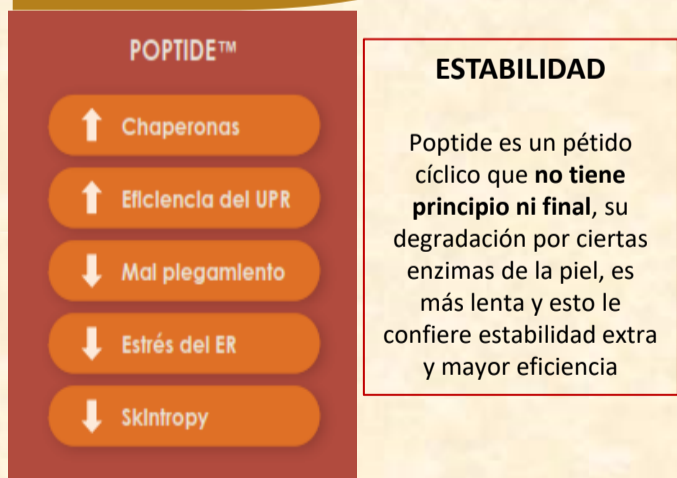 POPTIDE™
Chaperonas
Eficiencia del UPR
Mal plegamiento
Estrés del ER
Skintropy
ESTABILIDAD
Poptide es un pétido
cíclico que no tiene
principio ni final, su
degradación por ciertas
enzimas de la piel, es
más lenta y esto le
confiere estabilidad extra
y mayor eficiencia